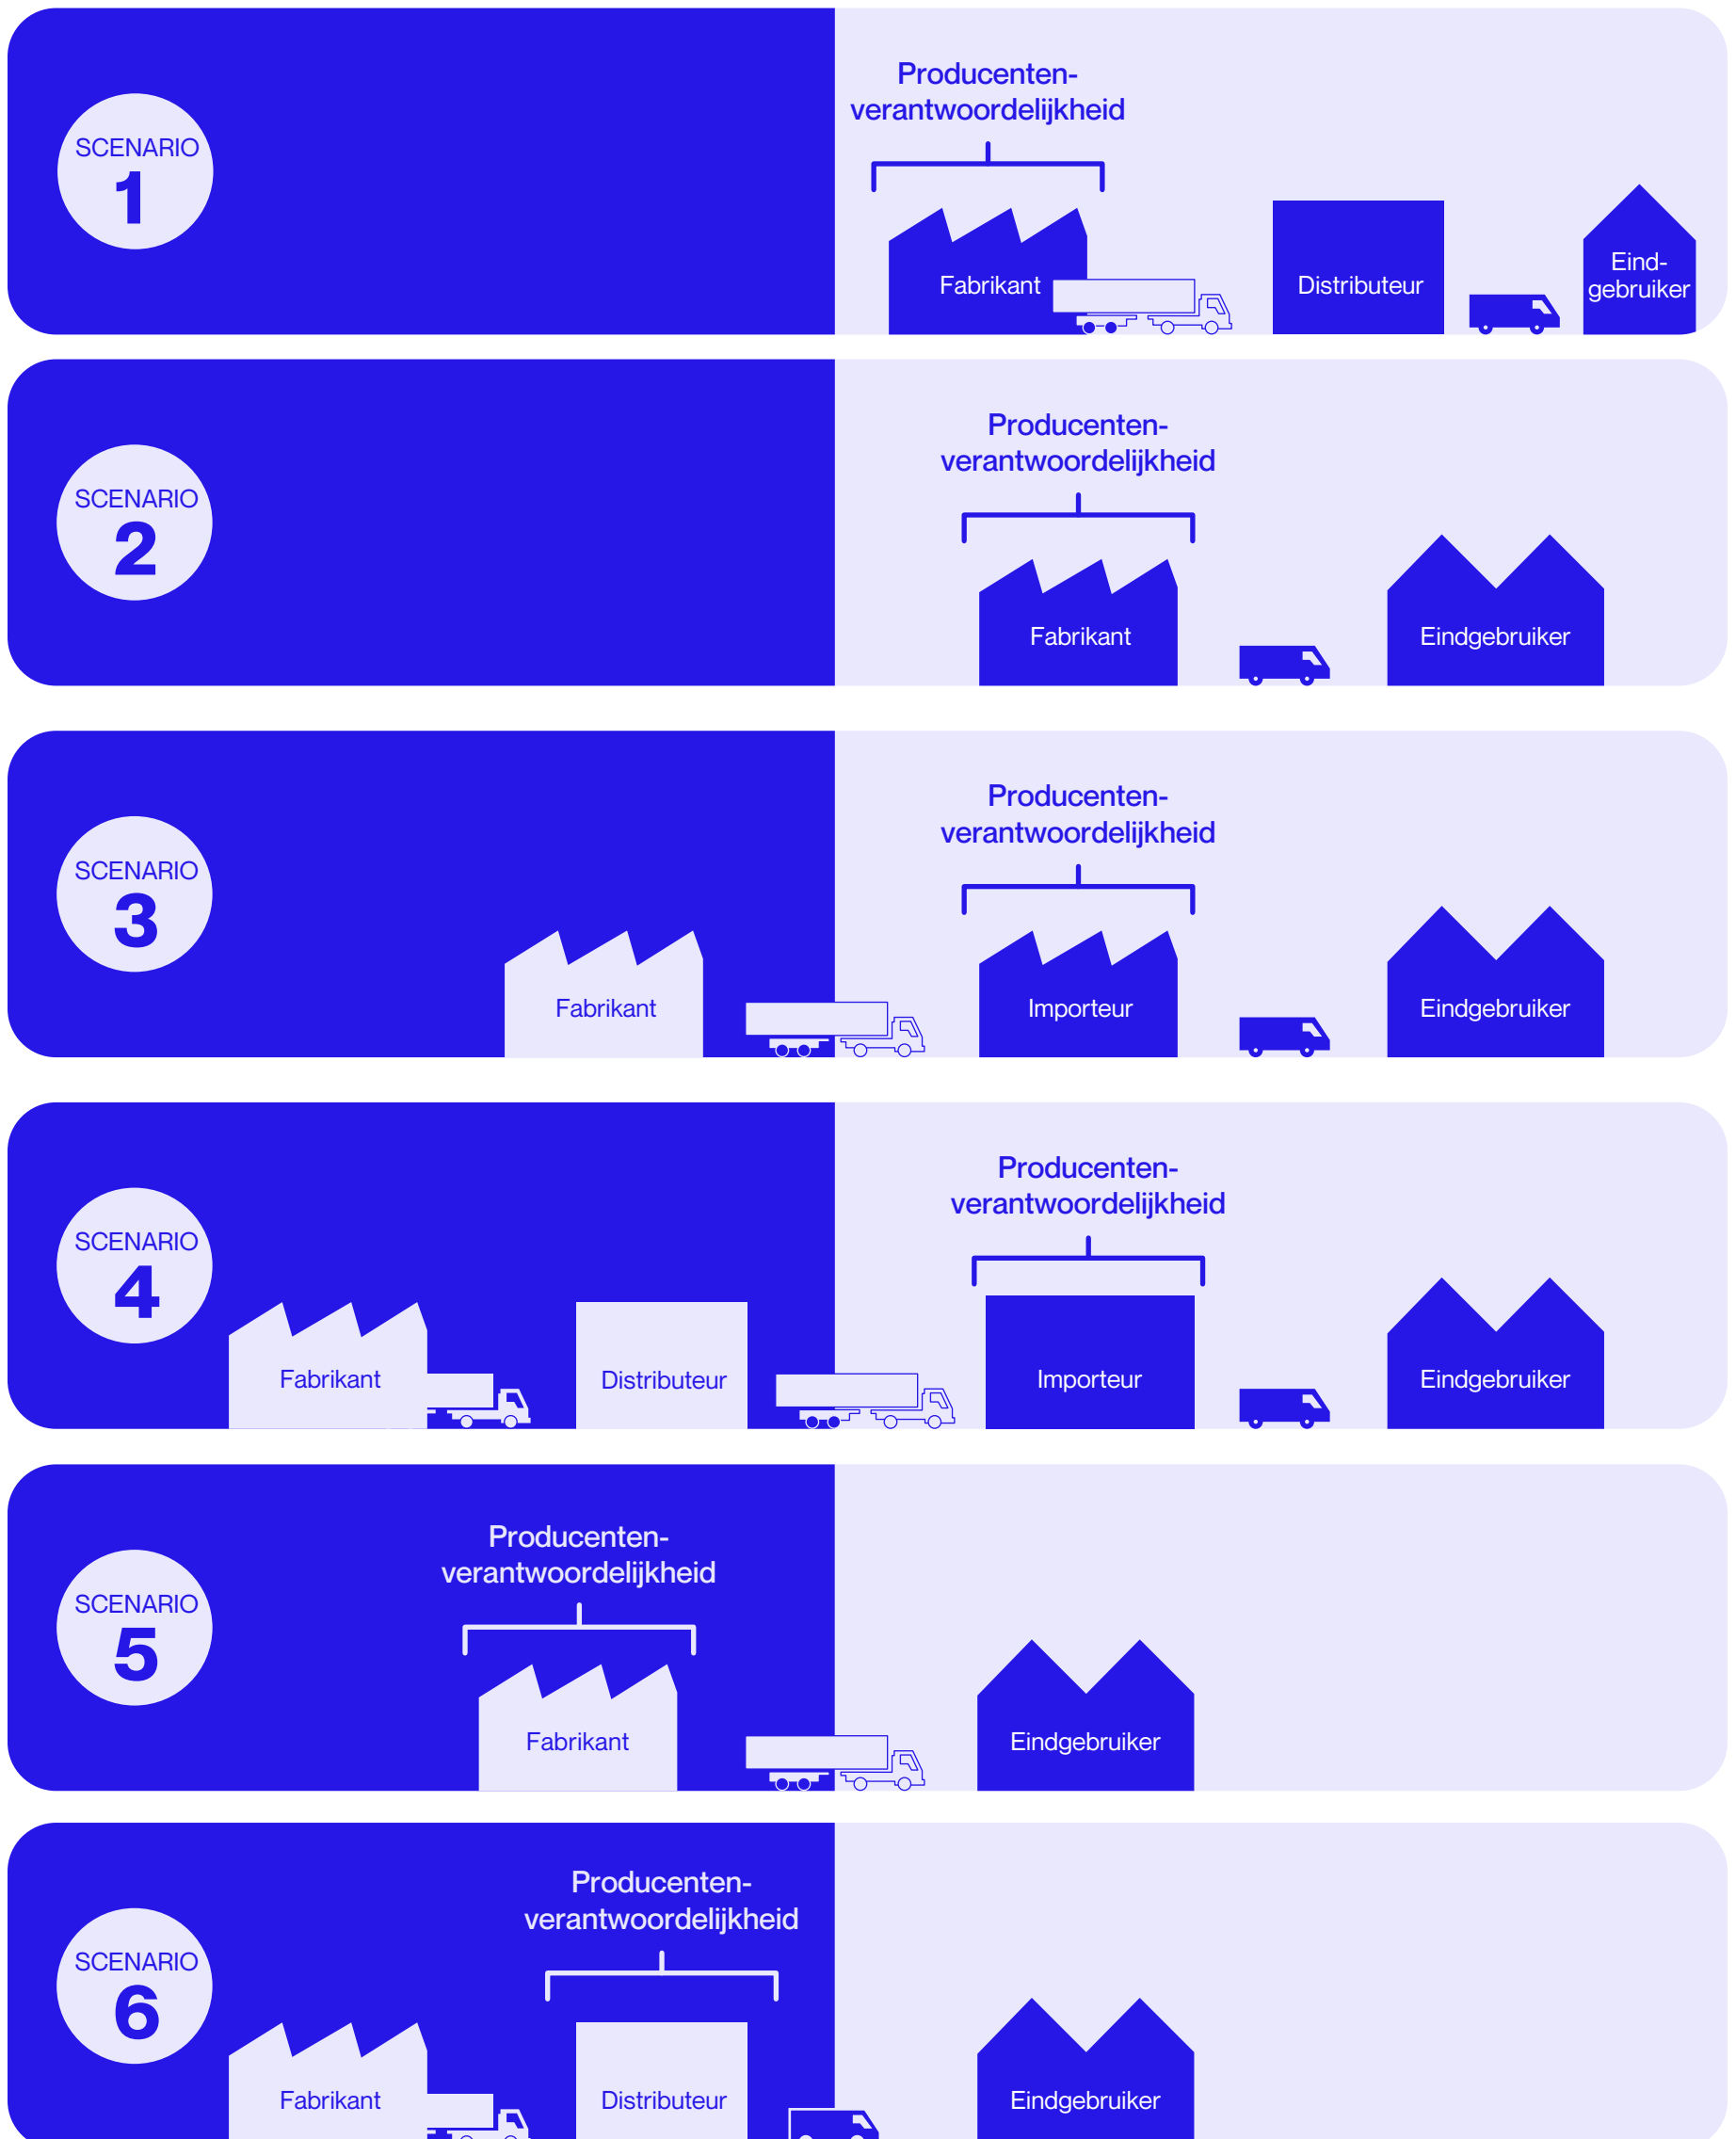 Producenten-
verantwoordelijkheid
SCENARIO
1
Fabrikant
Distributeur
Eind-
gebruiker
Producenten-
verantwoordelijkheid
SCENARIO
2
Fabrikant
Eindgebruiker
Producenten-
verantwoordelijkheid
SCENARIO
3
Fabrikant
Importeur
Eindgebruiker
Producenten-
verantwoordelijkheid
SCENARIO
4
Fabrikant
Distributeur
Importeur
Eindgebruiker
Producenten-
verantwoordelijkheid
SCENARIO
5
Fabrikant
Eindgebruiker
Producenten-
verantwoordelijkheid
SCENARIO
6
Fabrikant
Distributeur
Eindgebruiker